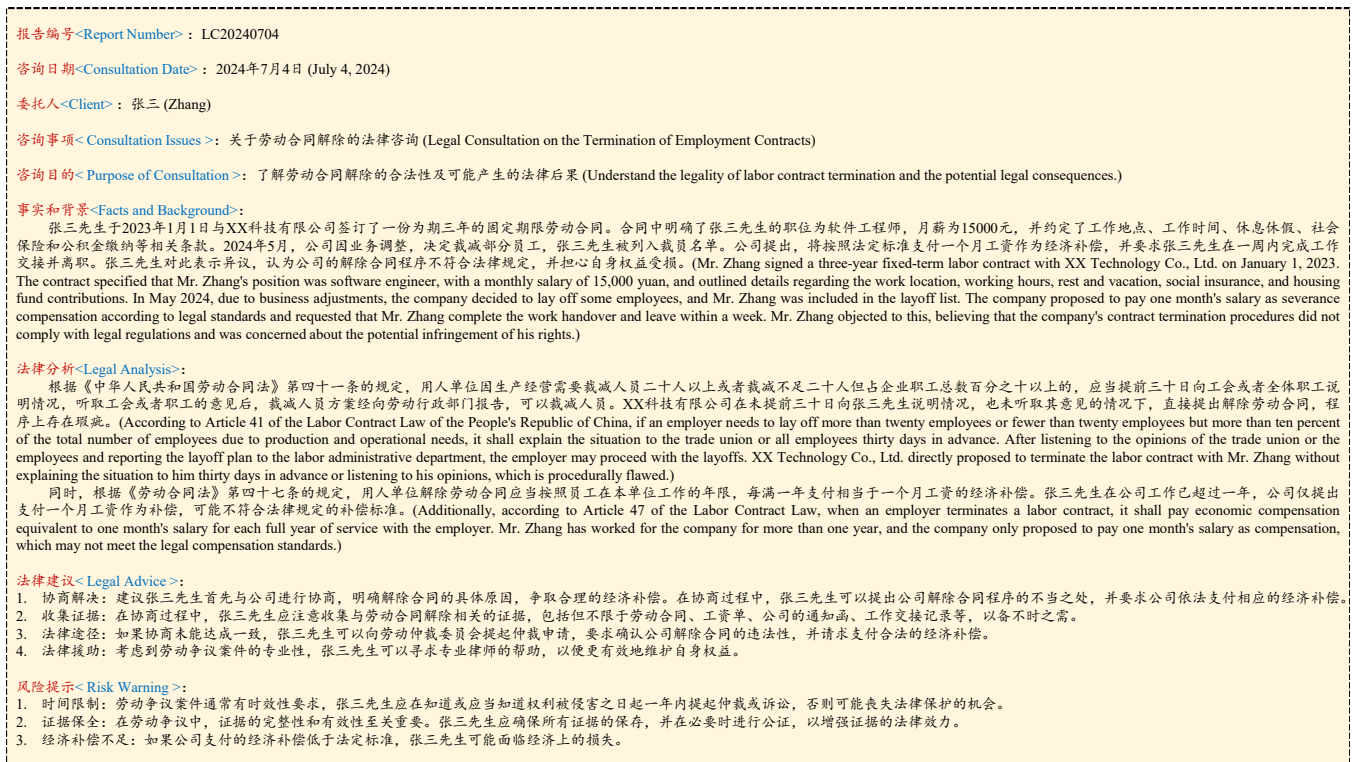 报告编号<Report Number>：LC20240704
咨询日期<Consultation Date>：2024年7月4日 (July 4, 2024)
委托人<Client>：张三 (Zhang)
咨询事项< Consultation Issues >：关于劳动合同解除的法律咨询 (Legal Consultation on the Termination of Employment Contracts)
咨询目的< Purpose of Consultation >：了解劳动合同解除的合法性及可能产生的法律后果 (Understand the legality of labor contract termination and the potential legal consequences.)
事实和背景<Facts and Background>：
张三先生于2023年1月1日与XX科技有限公司签订了一份为期三年的固定期限劳动合同。合同中明确了张三先生的职位为软件工程师，月薪为15000元，并约定了工作地点、工作时间、休息休假、社会
保险和公积金缴纳等相关条款。2024年5月，公司因业务调整，决定裁减部分员工，张三先生被列入裁员名单。公司提出，将按照法定标准支付一个月工资作为经济补偿，并要求张三先生在一周内完成工作
交接并离职。张三先生对此表示异议，认为公司的解除合同程序不符合法律规定，并担心自身权益受损。(Mr. Zhang signed a three-year fixed-term labor contract with XX Technology Co., Ltd. on January 1, 2023.
The contract specified that Mr. Zhang's position was software engineer, with a monthly salary of 15,000 yuan, and outlined details regarding the work location, working hours, rest and vacation, social insurance, and housing
fund contributions. In May 2024, due to business adjustments, the company decided to lay off some employees, and Mr. Zhang was included in the layoff list. The company proposed to pay one month's salary as severance
compensation according to legal standards and requested that Mr. Zhang complete the work handover and leave within a week. Mr. Zhang objected to this, believing that the company's contract termination procedures did not
comply with legal regulations and was concerned about the potential infringement of his rights.)
法律分析<Legal Analysis>：
根据《中华人民共和国劳动合同法》第四十一条的规定，用人单位因生产经营需要裁减人员二十人以上或者裁减不足二十人但占企业职工总数百分之十以上的，应当提前三十日向工会或者全体职工说
明情况，听取工会或者职工的意见后，裁减人员方案经向劳动行政部门报告，可以裁减人员。XX科技有限公司在未提前三十日向张三先生说明情况，也未听取其意见的情况下，直接提出解除劳动合同，程
序上存在瑕疵。(According to Article 41 of the Labor Contract Law of the People's Republic of China, if an employer needs to lay off more than twenty employees or fewer than twenty employees but more than ten percent
of the total number of employees due to production and operational needs, it shall explain the situation to the trade union or all employees thirty days in advance. After listening to the opinions of the trade union or the
employees and reporting the layoff plan to the labor administrative department, the employer may proceed with the layoffs. XX Technology Co., Ltd. directly proposed to terminate the labor contract with Mr. Zhang without
explaining the situation to him thirty days in advance or listening to his opinions, which is procedurally flawed.)
同时，根据《劳动合同法》第四十七条的规定，用人单位解除劳动合同应当按照员工在本单位工作的年限，每满一年支付相当于一个月工资的经济补偿。张三先生在公司工作已超过一年，公司仅提出
支付一个月工资作为补偿，可能不符合法律规定的补偿标准。(Additionally, according to Article 47 of the Labor Contract Law, when an employer terminates a labor contract, it shall pay economic compensation
equivalent to one month's salary for each full year of service with the employer. Mr. Zhang has worked for the company for more than one year, and the company only proposed to pay one month's salary as compensation,
which may not meet the legal compensation standards.)
法律建议< Legal Advice >：
1. 协商解决：建议张三先生首先与公司进行协商，明确解除合同的具体原因，争取合理的经济补偿。在协商过程中，张三先生可以提出公司解除合同程序的不当之处，并要求公司依法支付相应的经济补偿。
2. 收集证据：在协商过程中，张三先生应注意收集与劳动合同解除相关的证据，包括但不限于劳动合同、工资单、公司的通知函、工作交接记录等，以备不时之需。
3. 法律途径：如果协商未能达成一致，张三先生可以向劳动仲裁委员会提起仲裁申请，要求确认公司解除合同的违法性，并请求支付合法的经济补偿。
4. 法律援助：考虑到劳动争议案件的专业性，张三先生可以寻求专业律师的帮助，以便更有效地维护自身权益。
风险提示< Risk Warning >：
1. 时间限制：劳动争议案件通常有时效性要求，张三先生应在知道或应当知道权利被侵害之日起一年内提起仲裁或诉讼，否则可能丧失法律保护的机会。
2. 证据保全：在劳动争议中，证据的完整性和有效性至关重要。张三先生应确保所有证据的保存，并在必要时进行公证，以增强证据的法律效力。
3. 经济补偿不足：如果公司支付的经济补偿低于法定标准，张三先生可能面临经济上的损失。